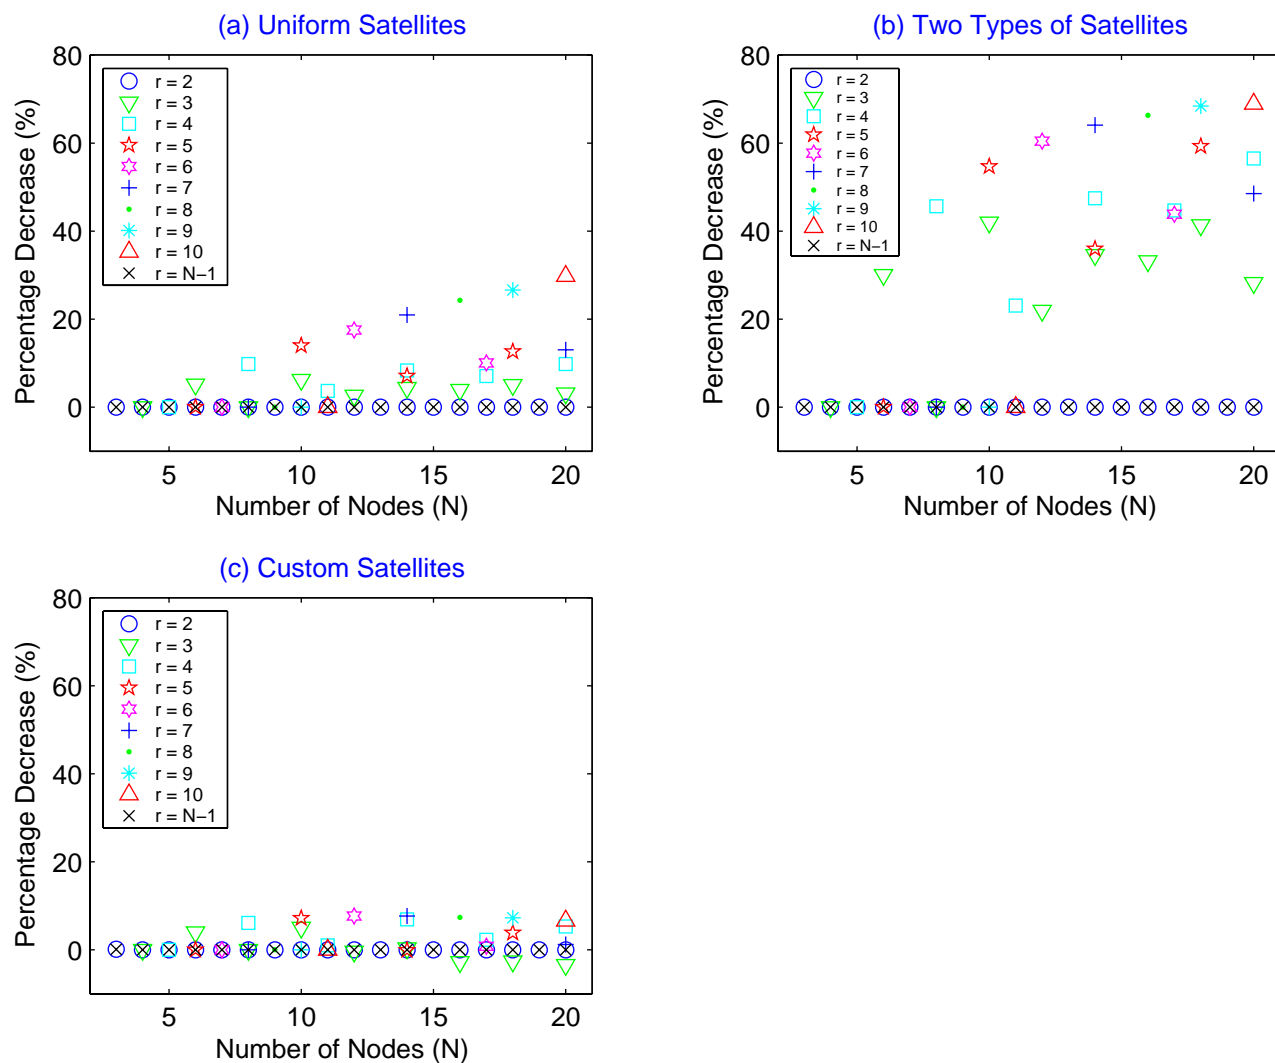 (a) Uniform Satellites
80
60
40
20
0
Percentage Decrease (%)
r = 2
r = 3
r = 4
r = 5
r = 6
r = 7
r = 8
r = 9
r = 10
r = N−1
5 10 15 20
Number of Nodes (N)
(b) Two Types of Satellites
80
60
40
20
0
Percentage Decrease (%)
r = 2
r = 3
r = 4
r = 5
r = 6
r = 7
r = 8
r = 9
r = 10
r = N−1
5 10 15 20
Number of Nodes (N)
(c) Custom Satellites
80
60
40
20
0
Percentage Decrease (%)
r = 2
r = 3
r = 4
r = 5
r = 6
r = 7
r = 8
r = 9
r = 10
r = N−1
5 10 15 20
Number of Nodes (N)